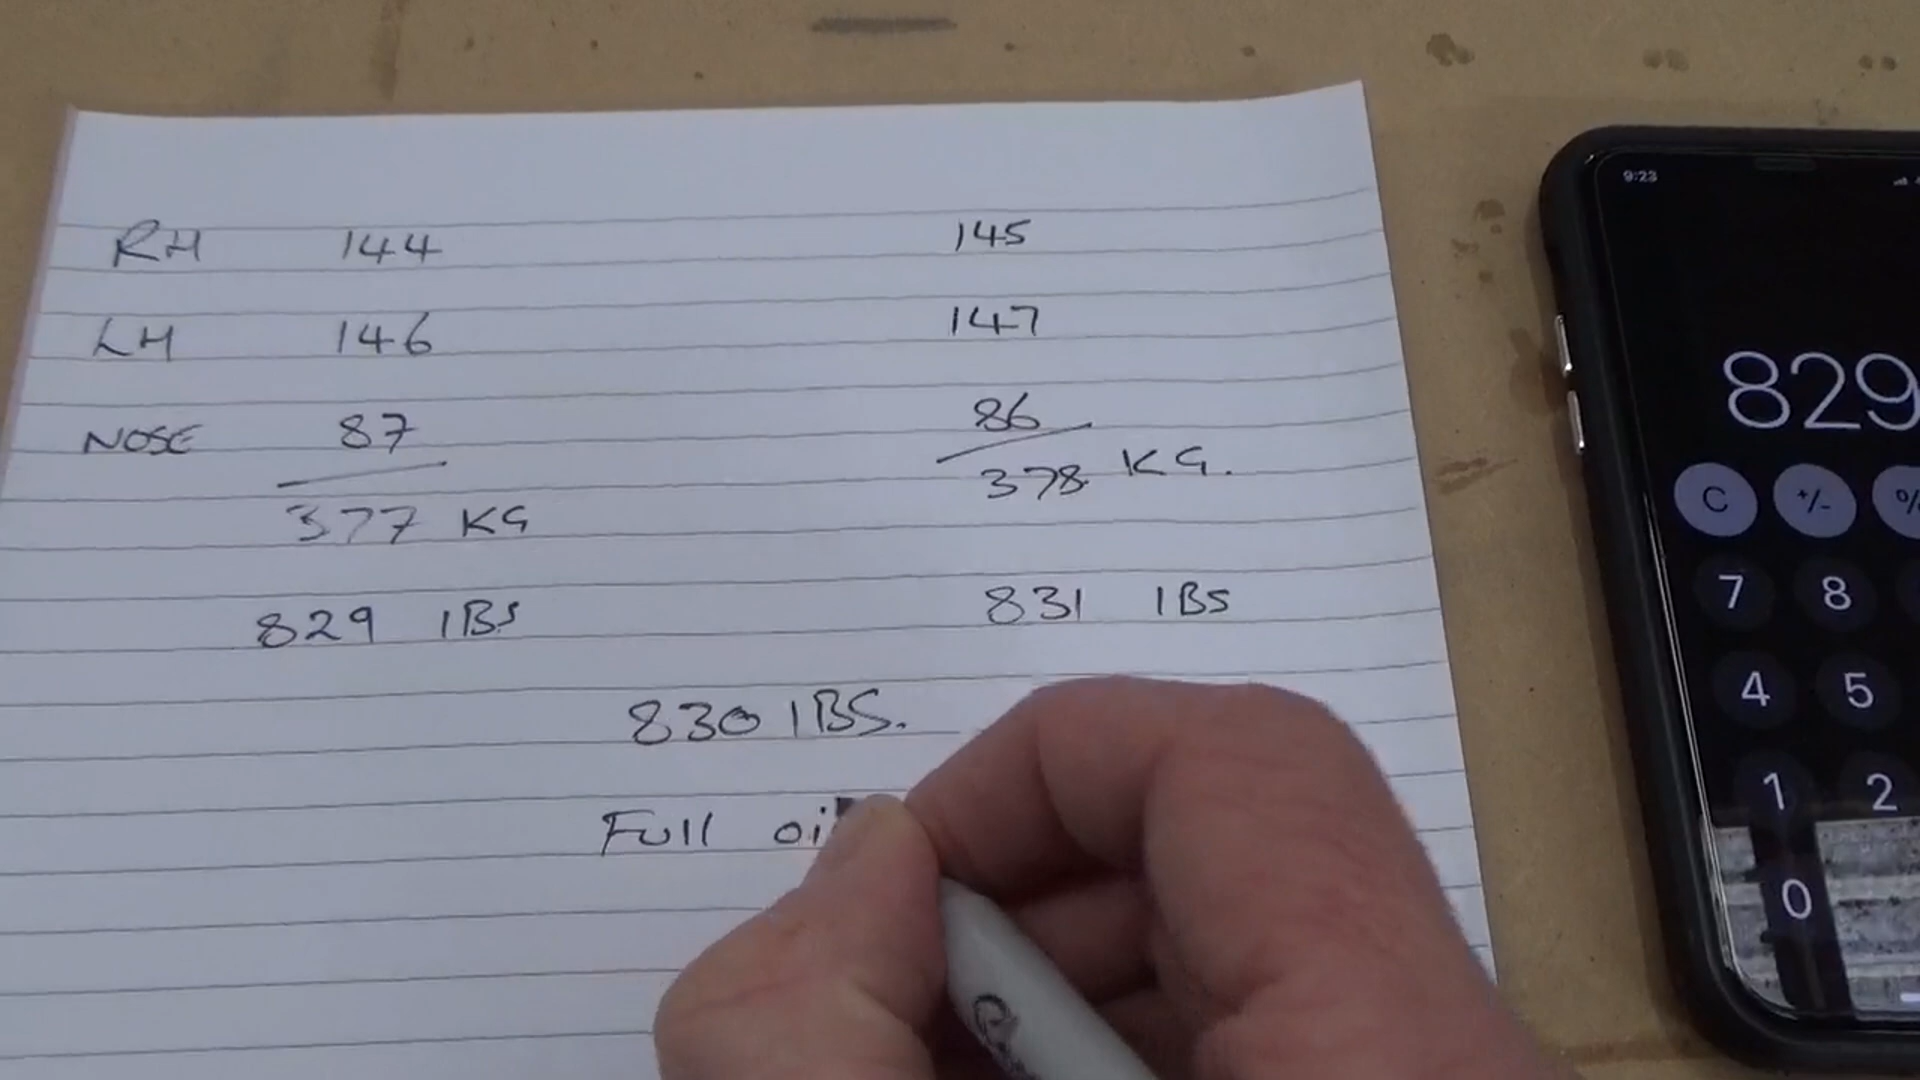 RH 144 145
LH 146 147
NOSE 87 86
377 KG 378 KG.
829 lBS 831 lBS
830 lBS.
Full oil
9:23
829
C +/- %
7 8
4 5
1 2
0